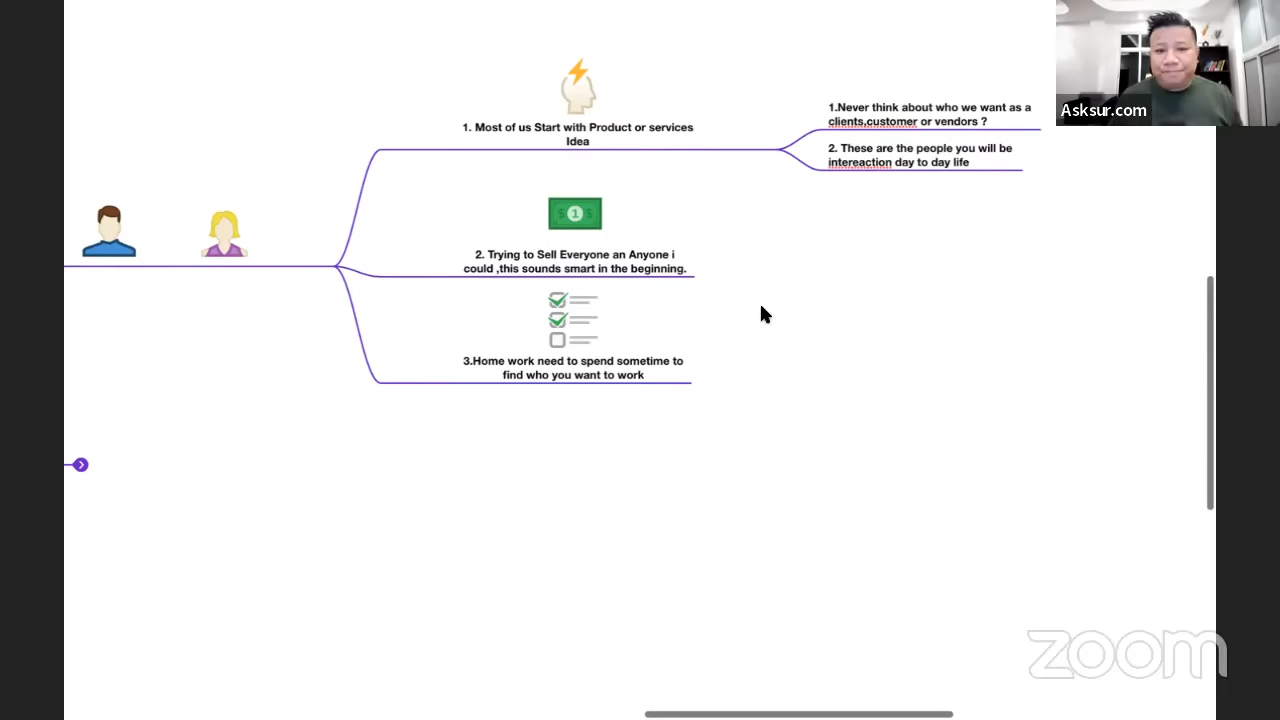 1. Most of us Start with Product or services
Idea
1.Never think about who we want as a
clients,customer or vendors ?
2. These are the people you will be
intereaction day to day life
$ 1 $
2. Trying to Sell Everyone an Anyone i
could ,this sounds smart in the beginning.
3.Home work need to spend sometime to
find who you want to work
Asksur.com
zoom